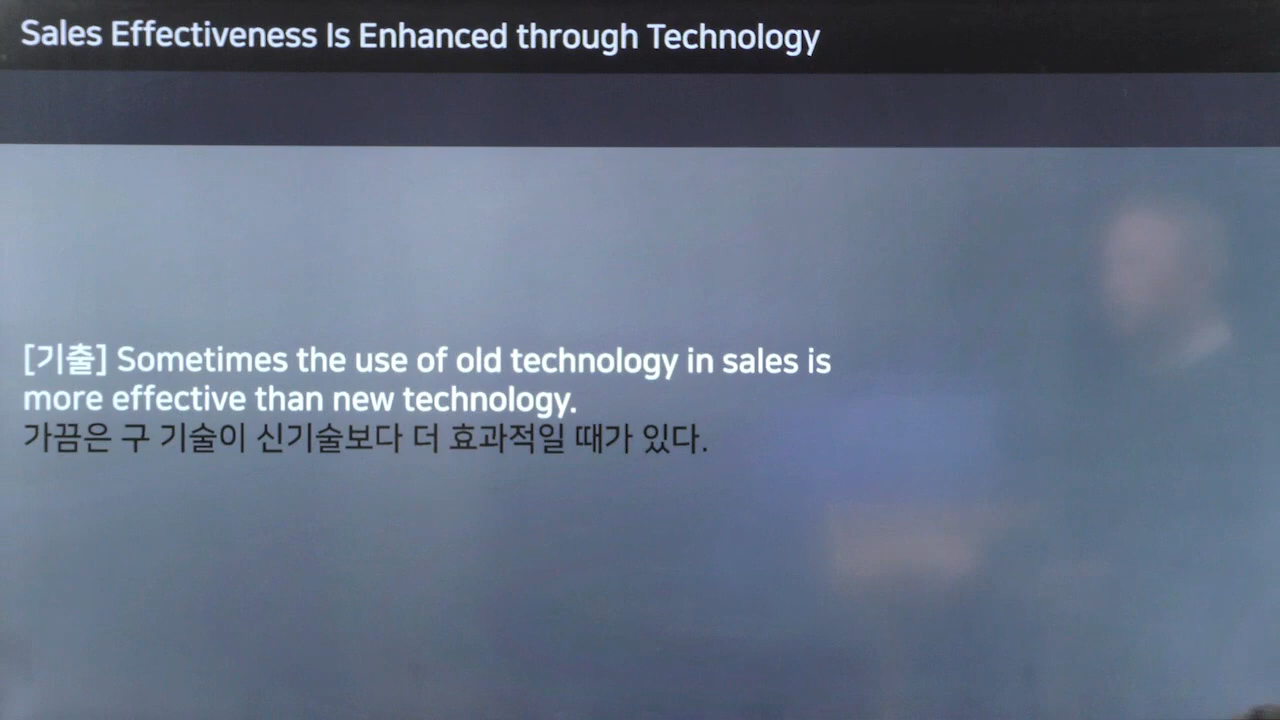 Sales Effectiveness Is Enhanced through Technology
[기출] Sometimes the use of old technology in sales is
more effective than new technology.
가끔은 구 기술이 신기술보다 더 효과적일 때가 있다.